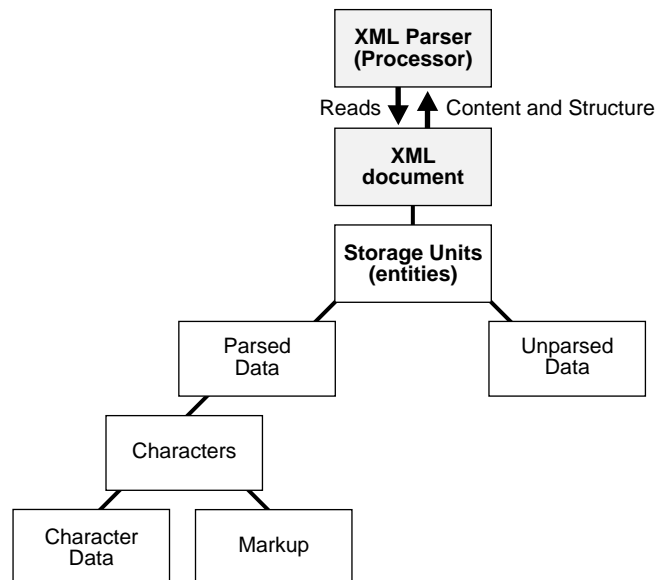 XML Parser
(Processor)
Reads
Content and Structure
XML
document
Storage Units
(entities)
Parsed
Data
Unparsed
Data
Characters
Character
Data
Markup